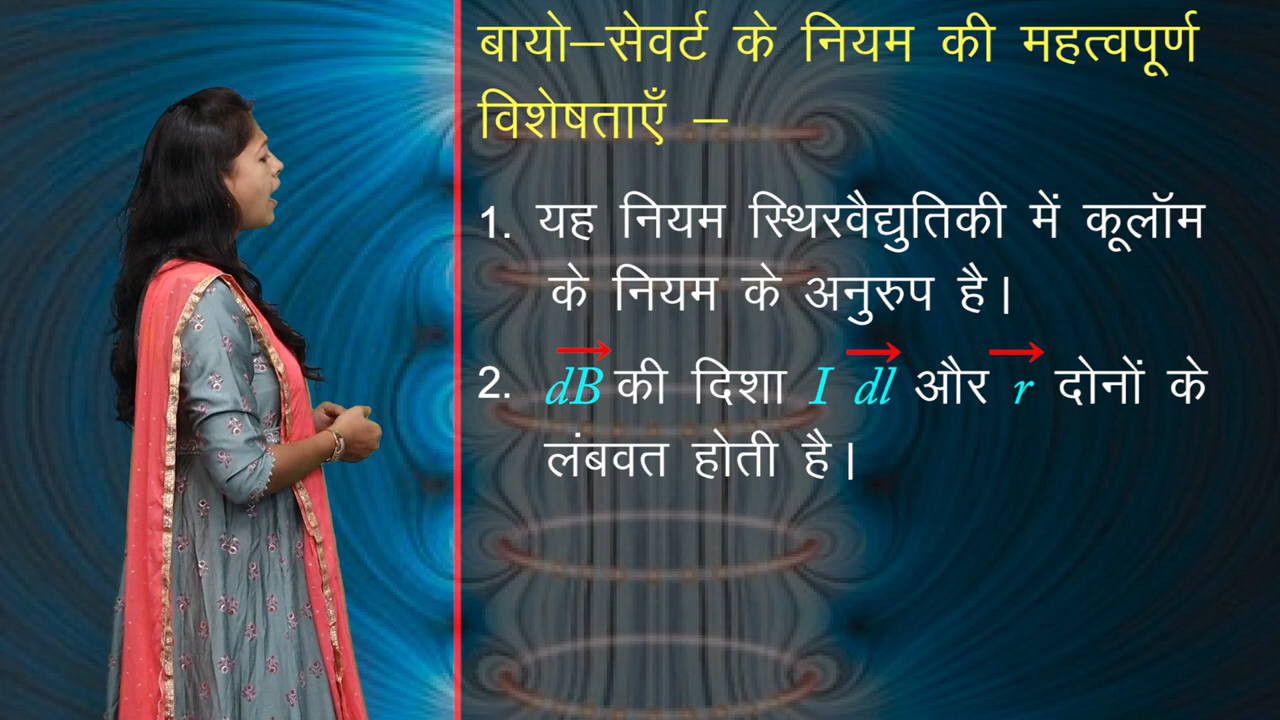 बायो–सेवर्ट के नियम की महत्वपूर्ण
विशेषताएँ –
1. यह नियम स्थिरवैद्युतिकी में कूलॉम
के नियम के अनुरुप है।
2. dB की दिशा I dl और r दोनों के
लंबवत होती है।